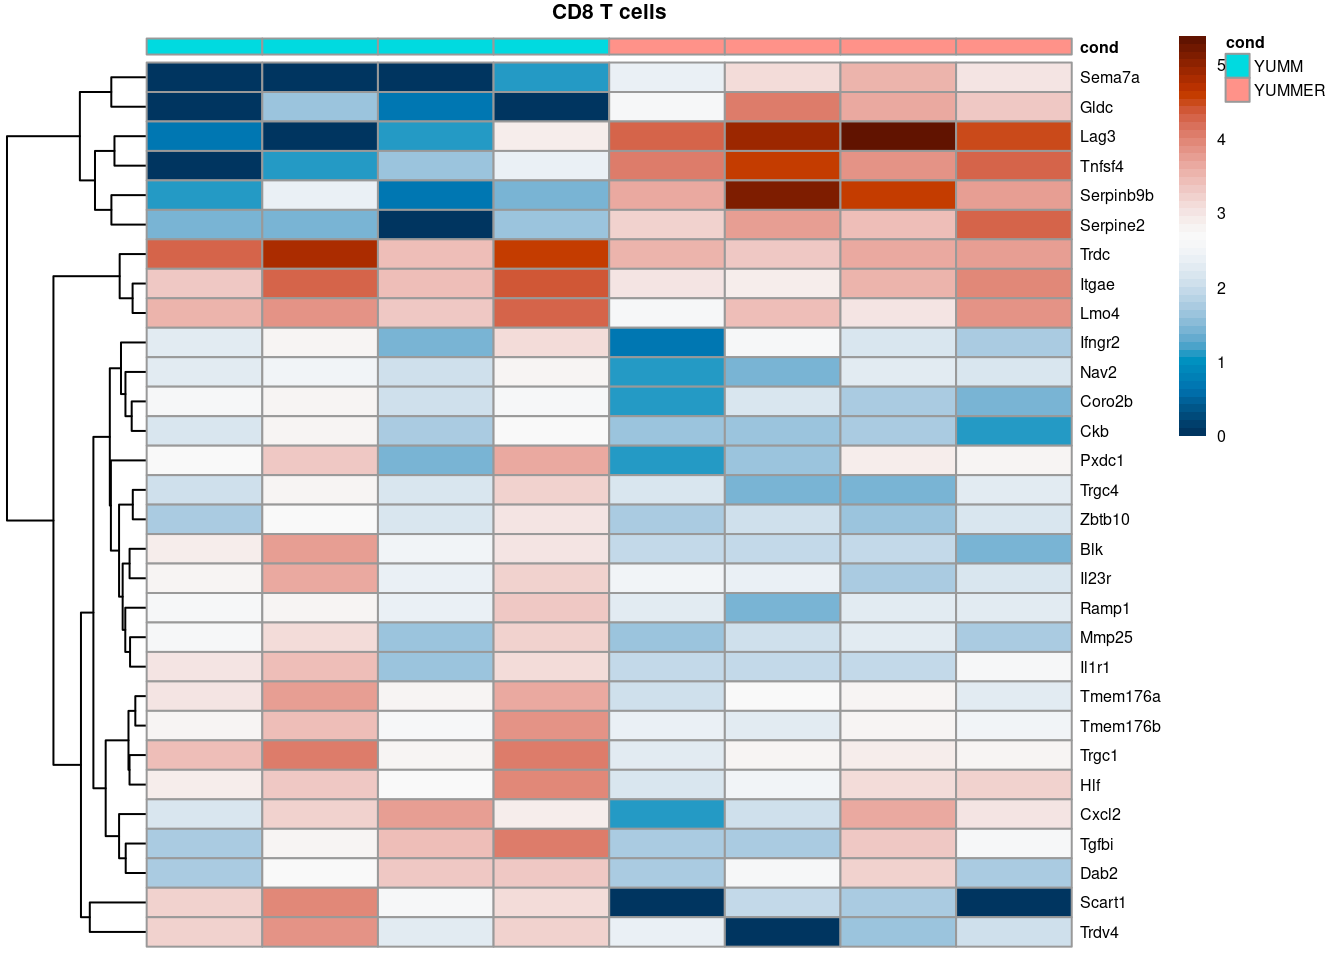 CD8 T cells
cond
Sema7a
Gldc
Lag3
Tnfsf4
Serpinb9b
Serpine2
Trdc
Itgae
Lmo4
Ifngr2
Nav2
Coro2b
Ckb
Pxdc1
Trgc4
Zbtb10
Blk
Il23r
Ramp1
Mmp25
Il1r1
Tmem176a
Tmem176b
Trgc1
Hlf
Cxcl2
Tgfbi
Dab2
Scart1
Trdv4
5
4
3
2
1
0
cond
YUMM
YUMMER